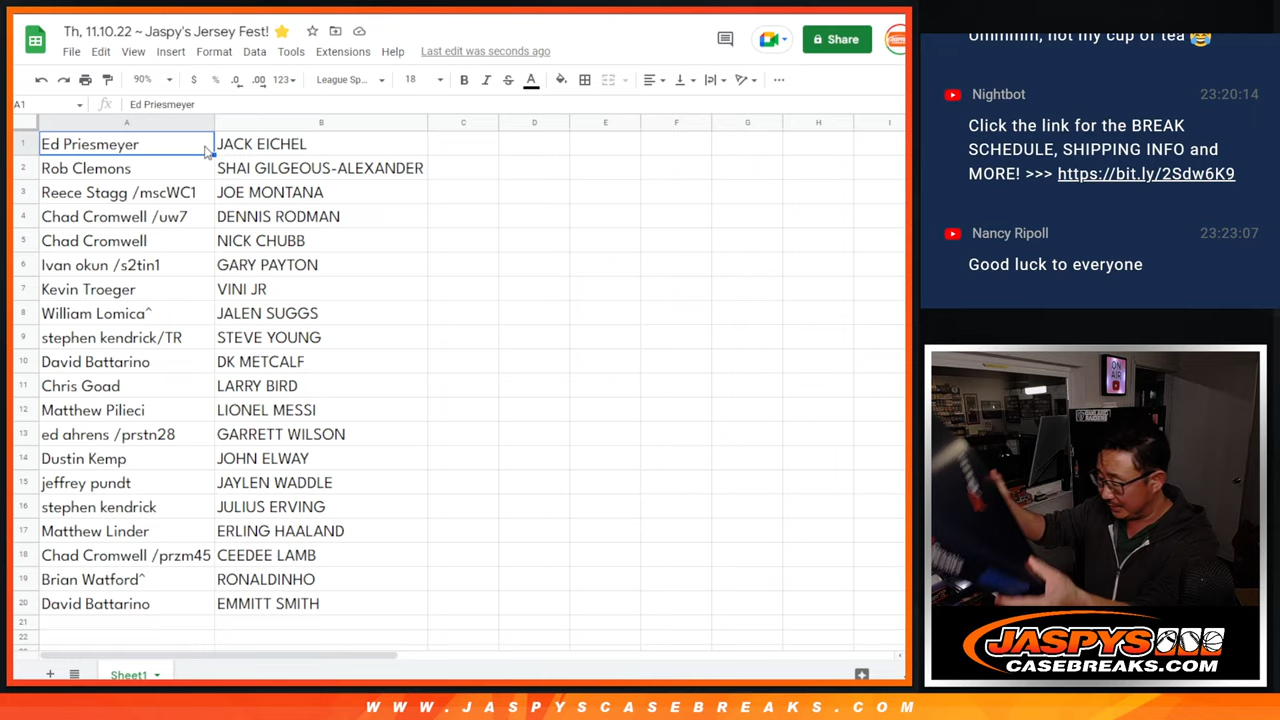 Th, 11.10.22 ~ Jaspy's Jersey Fest!
File Edit View Insert Format Data Tools Extensions Help Last edit was seconds ago
Share
90% $ % .0 .00 123 League Sp... 18 B I S A
A1 fx Ed Priesmeyer
A B C D E F G H I
1 Ed Priesmeyer JACK EICHEL
2 Rob Clemons SHAI GILGEOUS-ALEXANDER
3 Reece Stagg /mscWC1 JOE MONTANA
4 Chad Cromwell /uw7 DENNIS RODMAN
5 Chad Cromwell NICK CHUBB
6 Ivan okun /s2tin1 GARY PAYTON
7 Kevin Troeger VINI JR
8 William Lomica^ JALEN SUGGS
9 stephen kendrick/TR STEVE YOUNG
10 David Battarino DK METCALF
11 Chris Goad LARRY BIRD
12 Matthew Pilieci LIONEL MESSI
13 ed ahrens /prstn28 GARRETT WILSON
14 Dustin Kemp JOHN ELWAY
15 jeffrey pundt JAYLEN WADDLE
16 stephen kendrick JULIUS ERVING
17 Matthew Linder ERLING HAALAND
18 Chad Cromwell /przm45 CEEDEE LAMB
19 Brian Watford^ RONALDINHO
20 David Battarino EMMITT SMITH
21
22
Sheet1
Ummmm, not my cup of tea 😂
Nightbot 23:20:14
Click the link for the BREAK
SCHEDULE, SHIPPING INFO and
MORE! >>> https://bit.ly/2Sdw6K9
Nancy Ripoll 23:23:07
Good luck to everyone
ON
AIR
JASPYS
CASEBREAKS.COM
WWW.JASPYSCASEBREAKS.COM